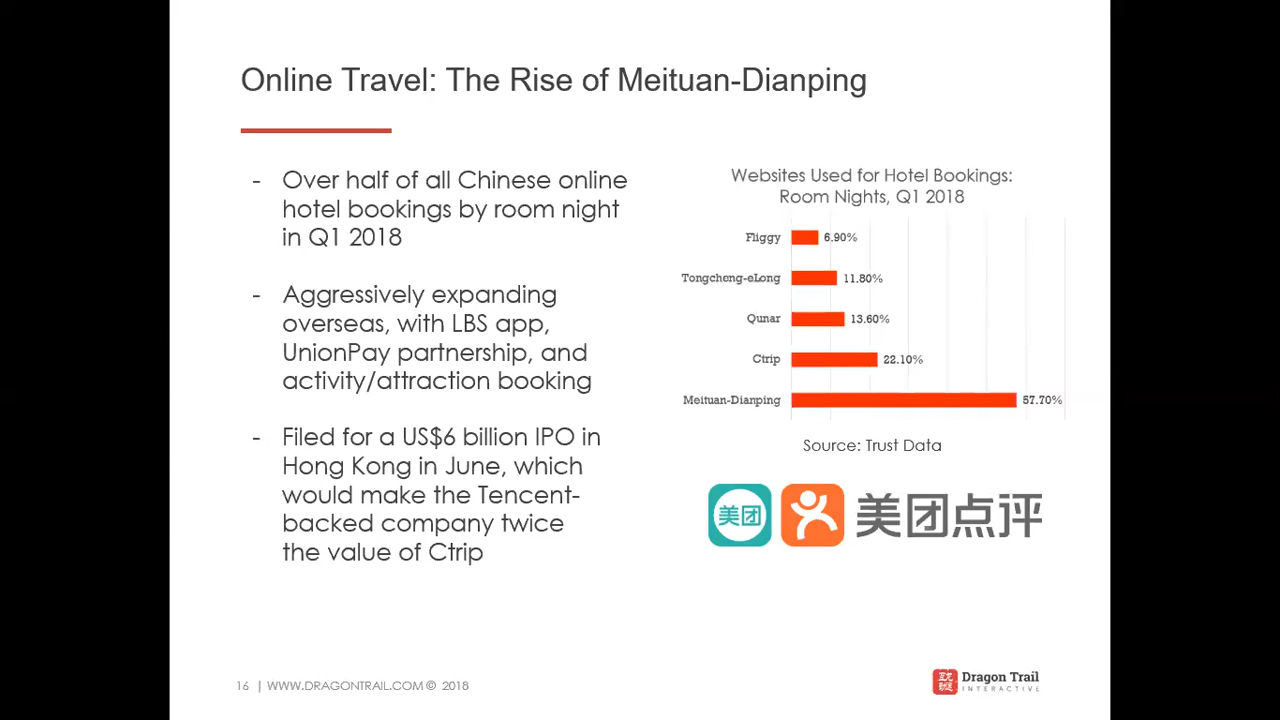 Online Travel: The Rise of Meituan-Dianping
- Over half of all Chinese online
hotel bookings by room night
in Q1 2018
- Aggressively expanding
overseas, with LBS app,
UnionPay partnership, and
activity/attraction booking
- Filed for a US$6 billion IPO in
Hong Kong in June, which
would make the Tencent-
backed company twice
the value of Ctrip
Websites Used for Hotel Bookings:
Room Nights, Q1 2018
Fliggy 6.90%
Tongcheng-eLong 11.80%
Qunar 13.60%
Ctrip 22.10%
Meituan-Dianping 57.70%
Source: Trust Data
美团 美团点评
16 | WWW.DRAGONTRAIL.COM © 2018
Dragon Trail
INTERACTIVE